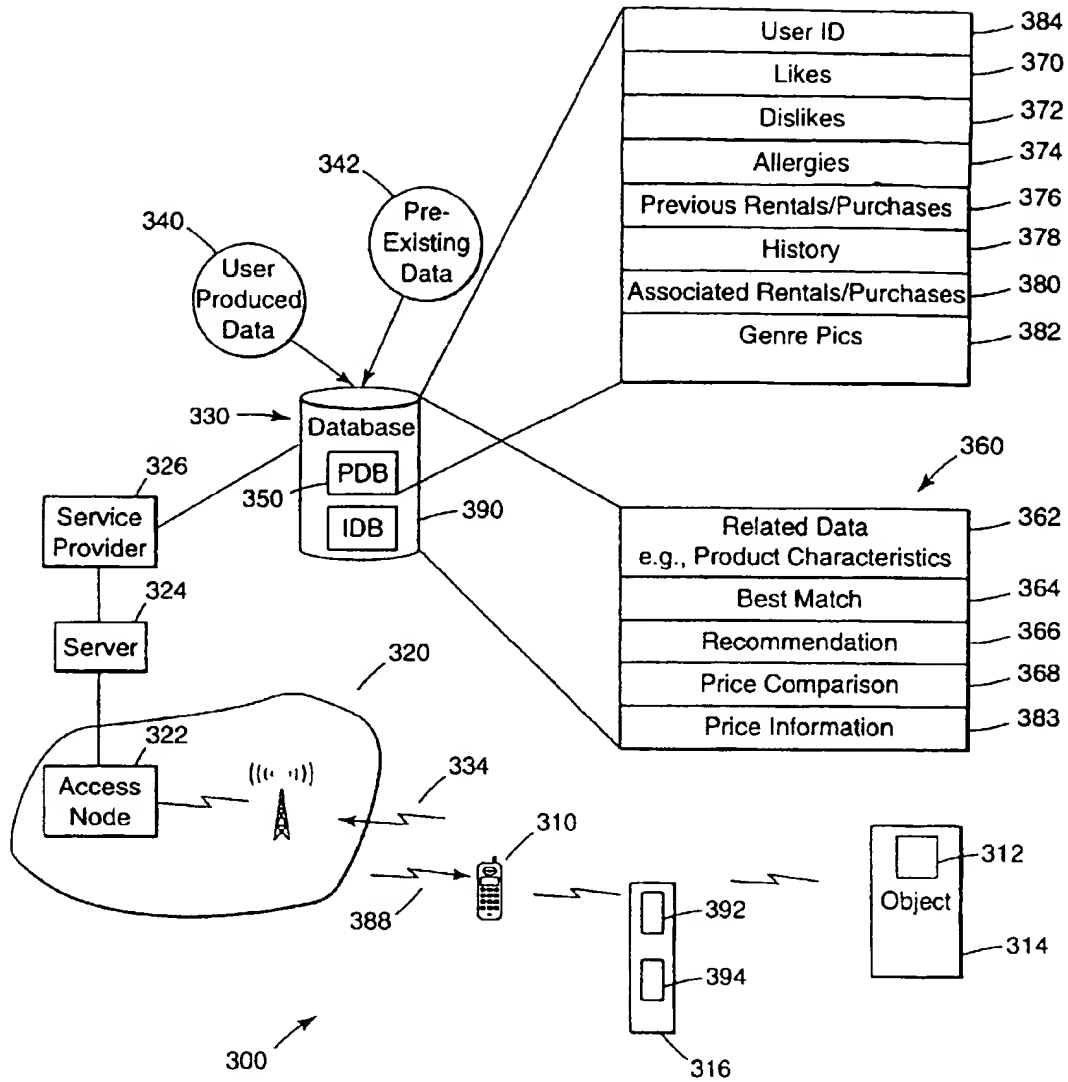 User ID
384
Likes
370
Dislikes
372
Allergies
374
Previous Rentals/Purchases
376
History
378
Associated Rentals/Purchases
380
Genre Pics
382
342
Pre-
Existing
Data
340
User
Produced
Data
330
Database
PDB
350
IDB
390
326
Service
Provider
324
Server
360
Related Data
e.g., Product Characteristics
362
Best Match
364
Recommendation
366
Price Comparison
368
Price Information
383
320
322
Access
Node
((( )))
334
388
310
392
394
316
312
Object
314
300